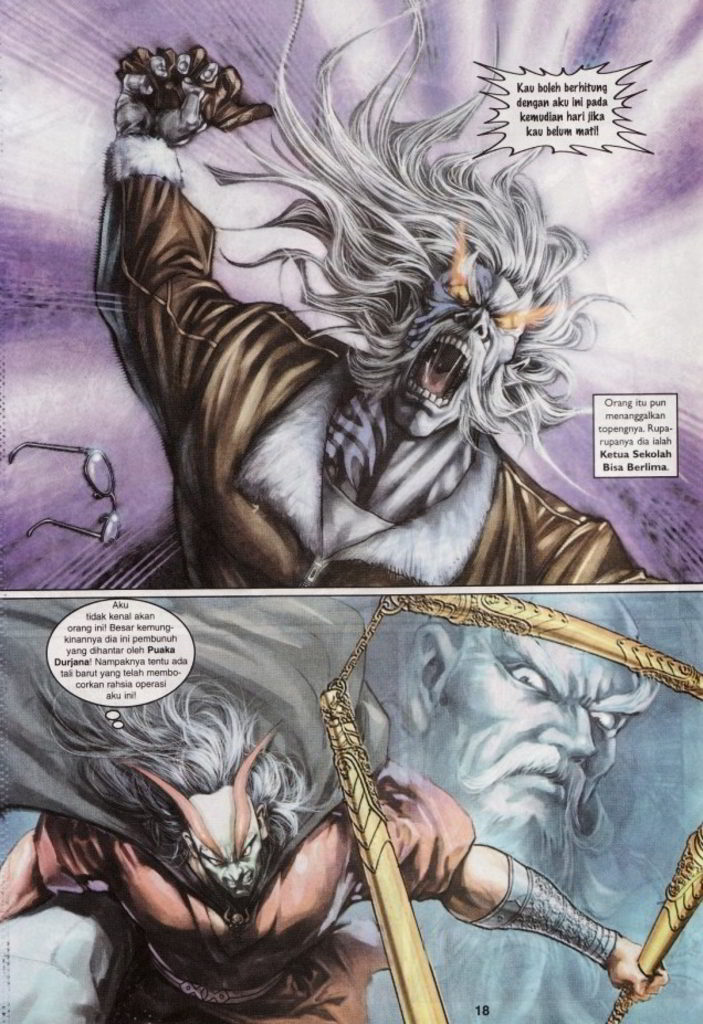 Kau boleh berhitung
dengan aku ini pada
kemudian hari jika
kau belum mati!
Orang itu pun
menanggalkan
topengnya. Rupa-
rupanya dia ialah
Ketua Sekolah
Bisa Berlima.
Aku
tidak kenal akan
orang ini! Besar kemung-
kinannya dia ini pembunuh
yang dihantar oleh Puaka
Durjana! Nampaknya tentu ada
tali barut yang telah membo-
corkan rahsia operasi
aku ini!
18